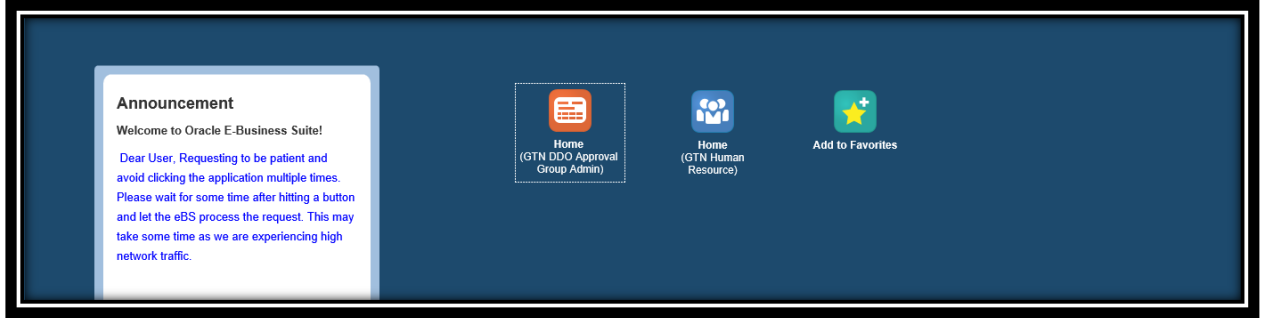 Announcement
Welcome to Oracle E-Business Suite!
Dear User, Requesting to be patient and
avoid clicking the application multiple times.
Please wait for some time after hitting a button
and let the eBS process the request. This may
take some time as we are experiencing high
network traffic.
Home
(GTN DDO Approval
Group Admin)
Home
(GTN Human
Resource)
Add to Favorites